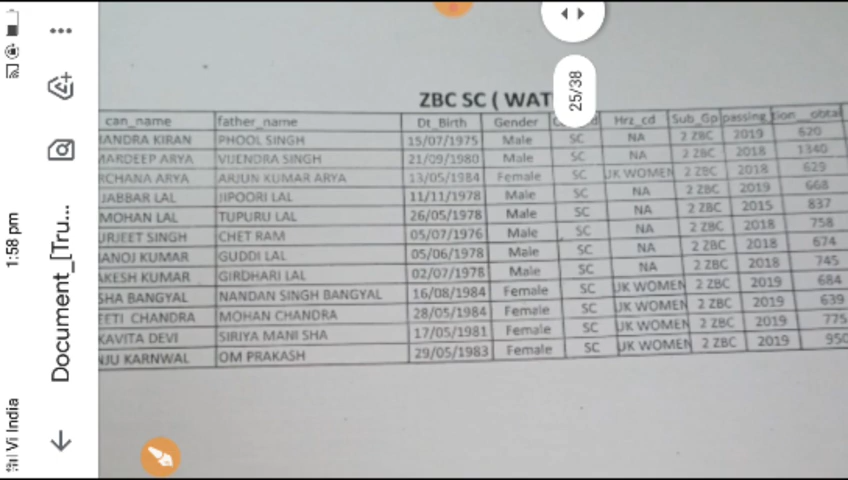 1:58 pm
Vi India
Document_[Tru...
25/38
ZBC SC ( WAT
can_name father_name Dt_Birth Gender Hrz_cd Sub_Gp passing_ tion__obtai
HANDRA KIRAN PHOOL SINGH 15/07/1975 Male SC NA 2 ZBC 2019 620
MARDEEP ARYA VIJENDRA SINGH 21/09/1980 Male SC NA 2 ZBC 2018 1340
RCHANA ARYA ARJUN KUMAR ARYA 13/05/1984 Female SC UK WOMEN 2 ZBC 2018 629
JABBAR LAL JIPOORI LAL 11/11/1978 Male SC NA 2 ZBC 2019 668
MOHAN LAL TUPURU LAL 26/05/1978 Male SC NA 2 ZBC 2015 837
URJEET SINGH CHET RAM 05/07/1976 Male SC NA 2 ZBC 2018 758
ANOJ KUMAR GUDDI LAL 05/06/1978 Male SC NA 2 ZBC 2018 674
AKESH KUMAR GIRDHARI LAL 02/07/1978 Male SC NA 2 ZBC 2018 745
SHA BANGYAL NANDAN SINGH BANGYAL 16/08/1984 Female SC UK WOMEN 2 ZBC 2019 684
EETI CHANDRA MOHAN CHANDRA 28/05/1984 Female SC UK WOMEN 2 ZBC 2019 639
KAVITA DEVI SIRIYA MANI SHA 17/05/1981 Female SC UK WOMEN 2 ZBC 2019 775
NJU KARNWAL OM PRAKASH 29/05/1983 Female SC UK WOMEN 2 ZBC 2019 950